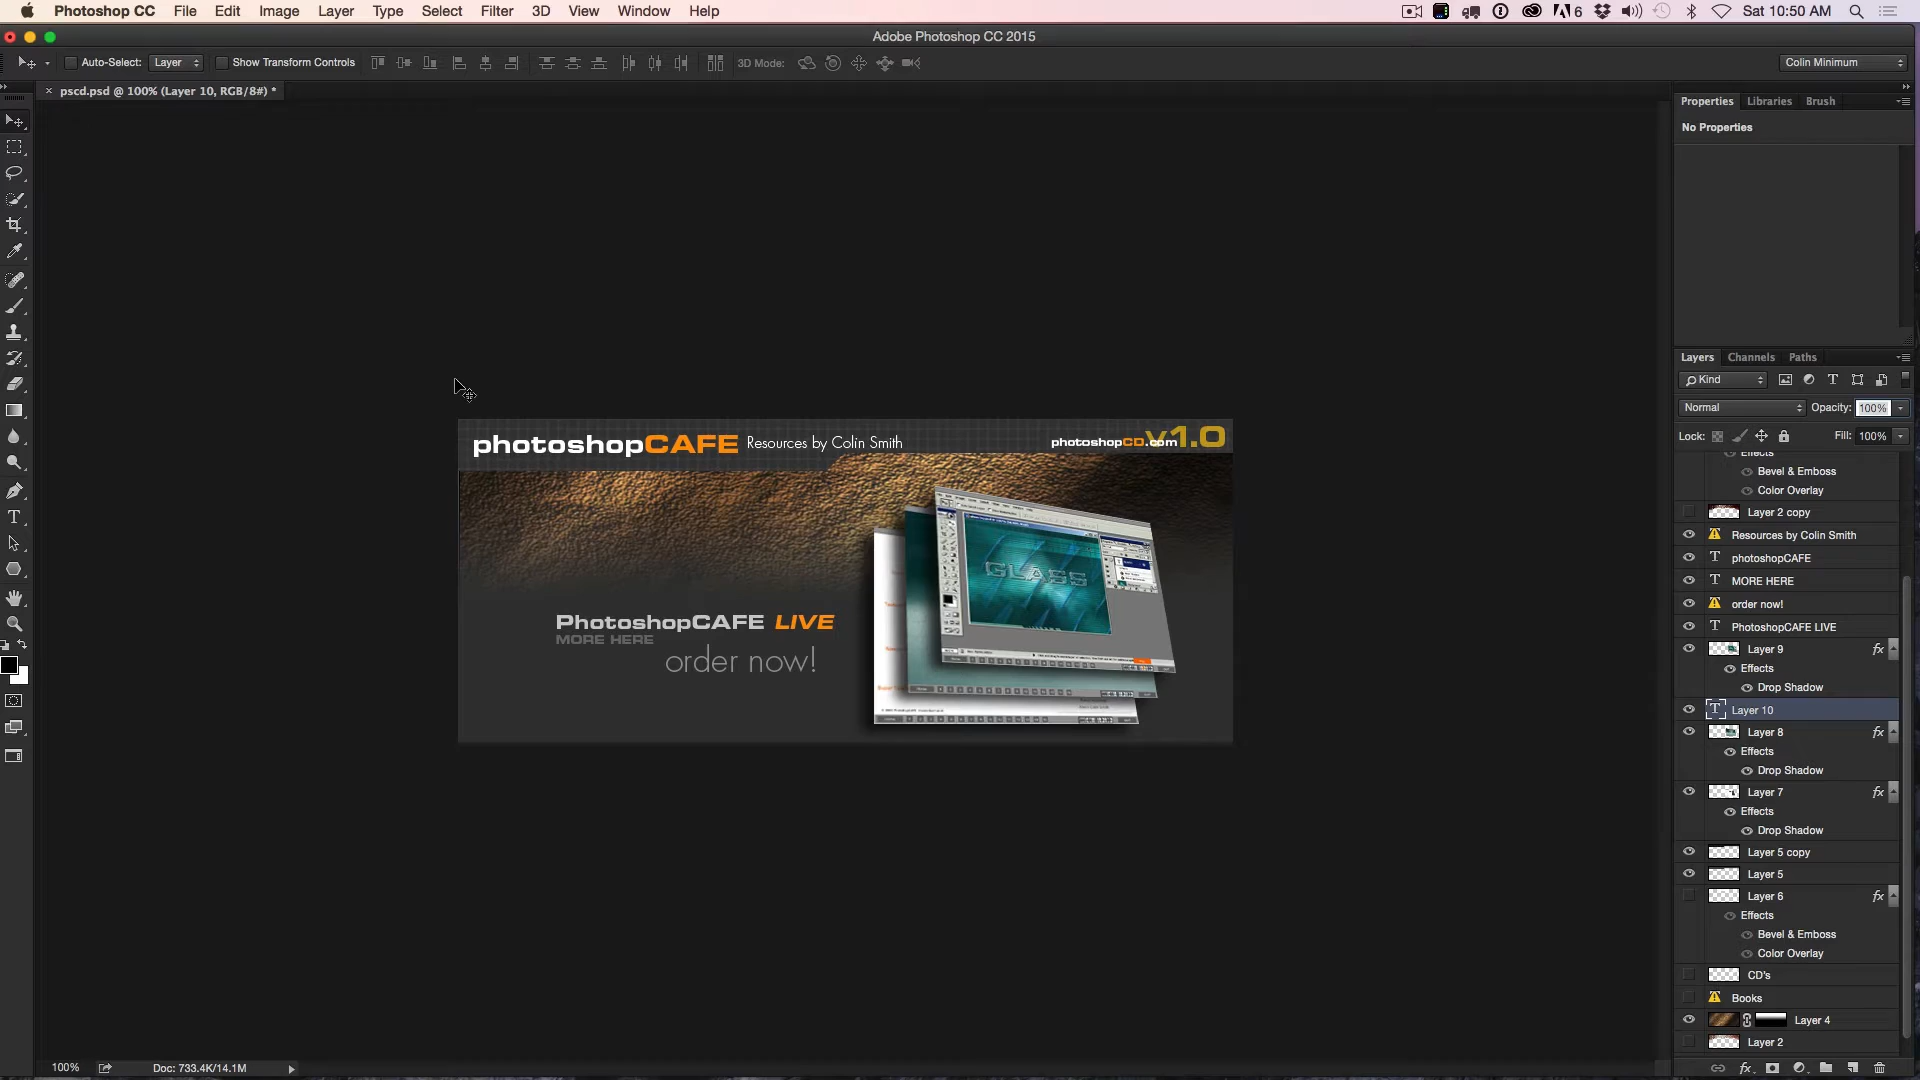 Photoshop CC File Edit Image Layer Type Select Filter 3D View Window Help
6 Sat 10:50 AM
Adobe Photoshop CC 2015
Auto-Select: Layer Show Transform Controls 3D Mode: Colin Minimum
pscd.psd @ 100% (Layer 10, RGB/8#) *
Properties Libraries Brush
No Properties
Layers Channels Paths
Kind
Normal Opacity: 100%
Lock: Fill: 100%
Effects
Bevel & Emboss
Color Overlay
Layer 2 copy
Resources by Colin Smith
photoshopCAFE
MORE HERE
order now!
PhotoshopCAFE LIVE
Layer 9
Effects
Drop Shadow
Layer 10
Layer 8
Effects
Drop Shadow
Layer 7
Effects
Drop Shadow
Layer 5 copy
Layer 5
Layer 6
Effects
Bevel & Emboss
Color Overlay
CD's
Books
Layer 4
Layer 2
photoshopCAFE Resources by Colin Smith
photoshopCD.com v1.0
GLASS
PhotoshopCAFE LIVE
MORE HERE
order now!
100% Doc: 733.4K/14.1M